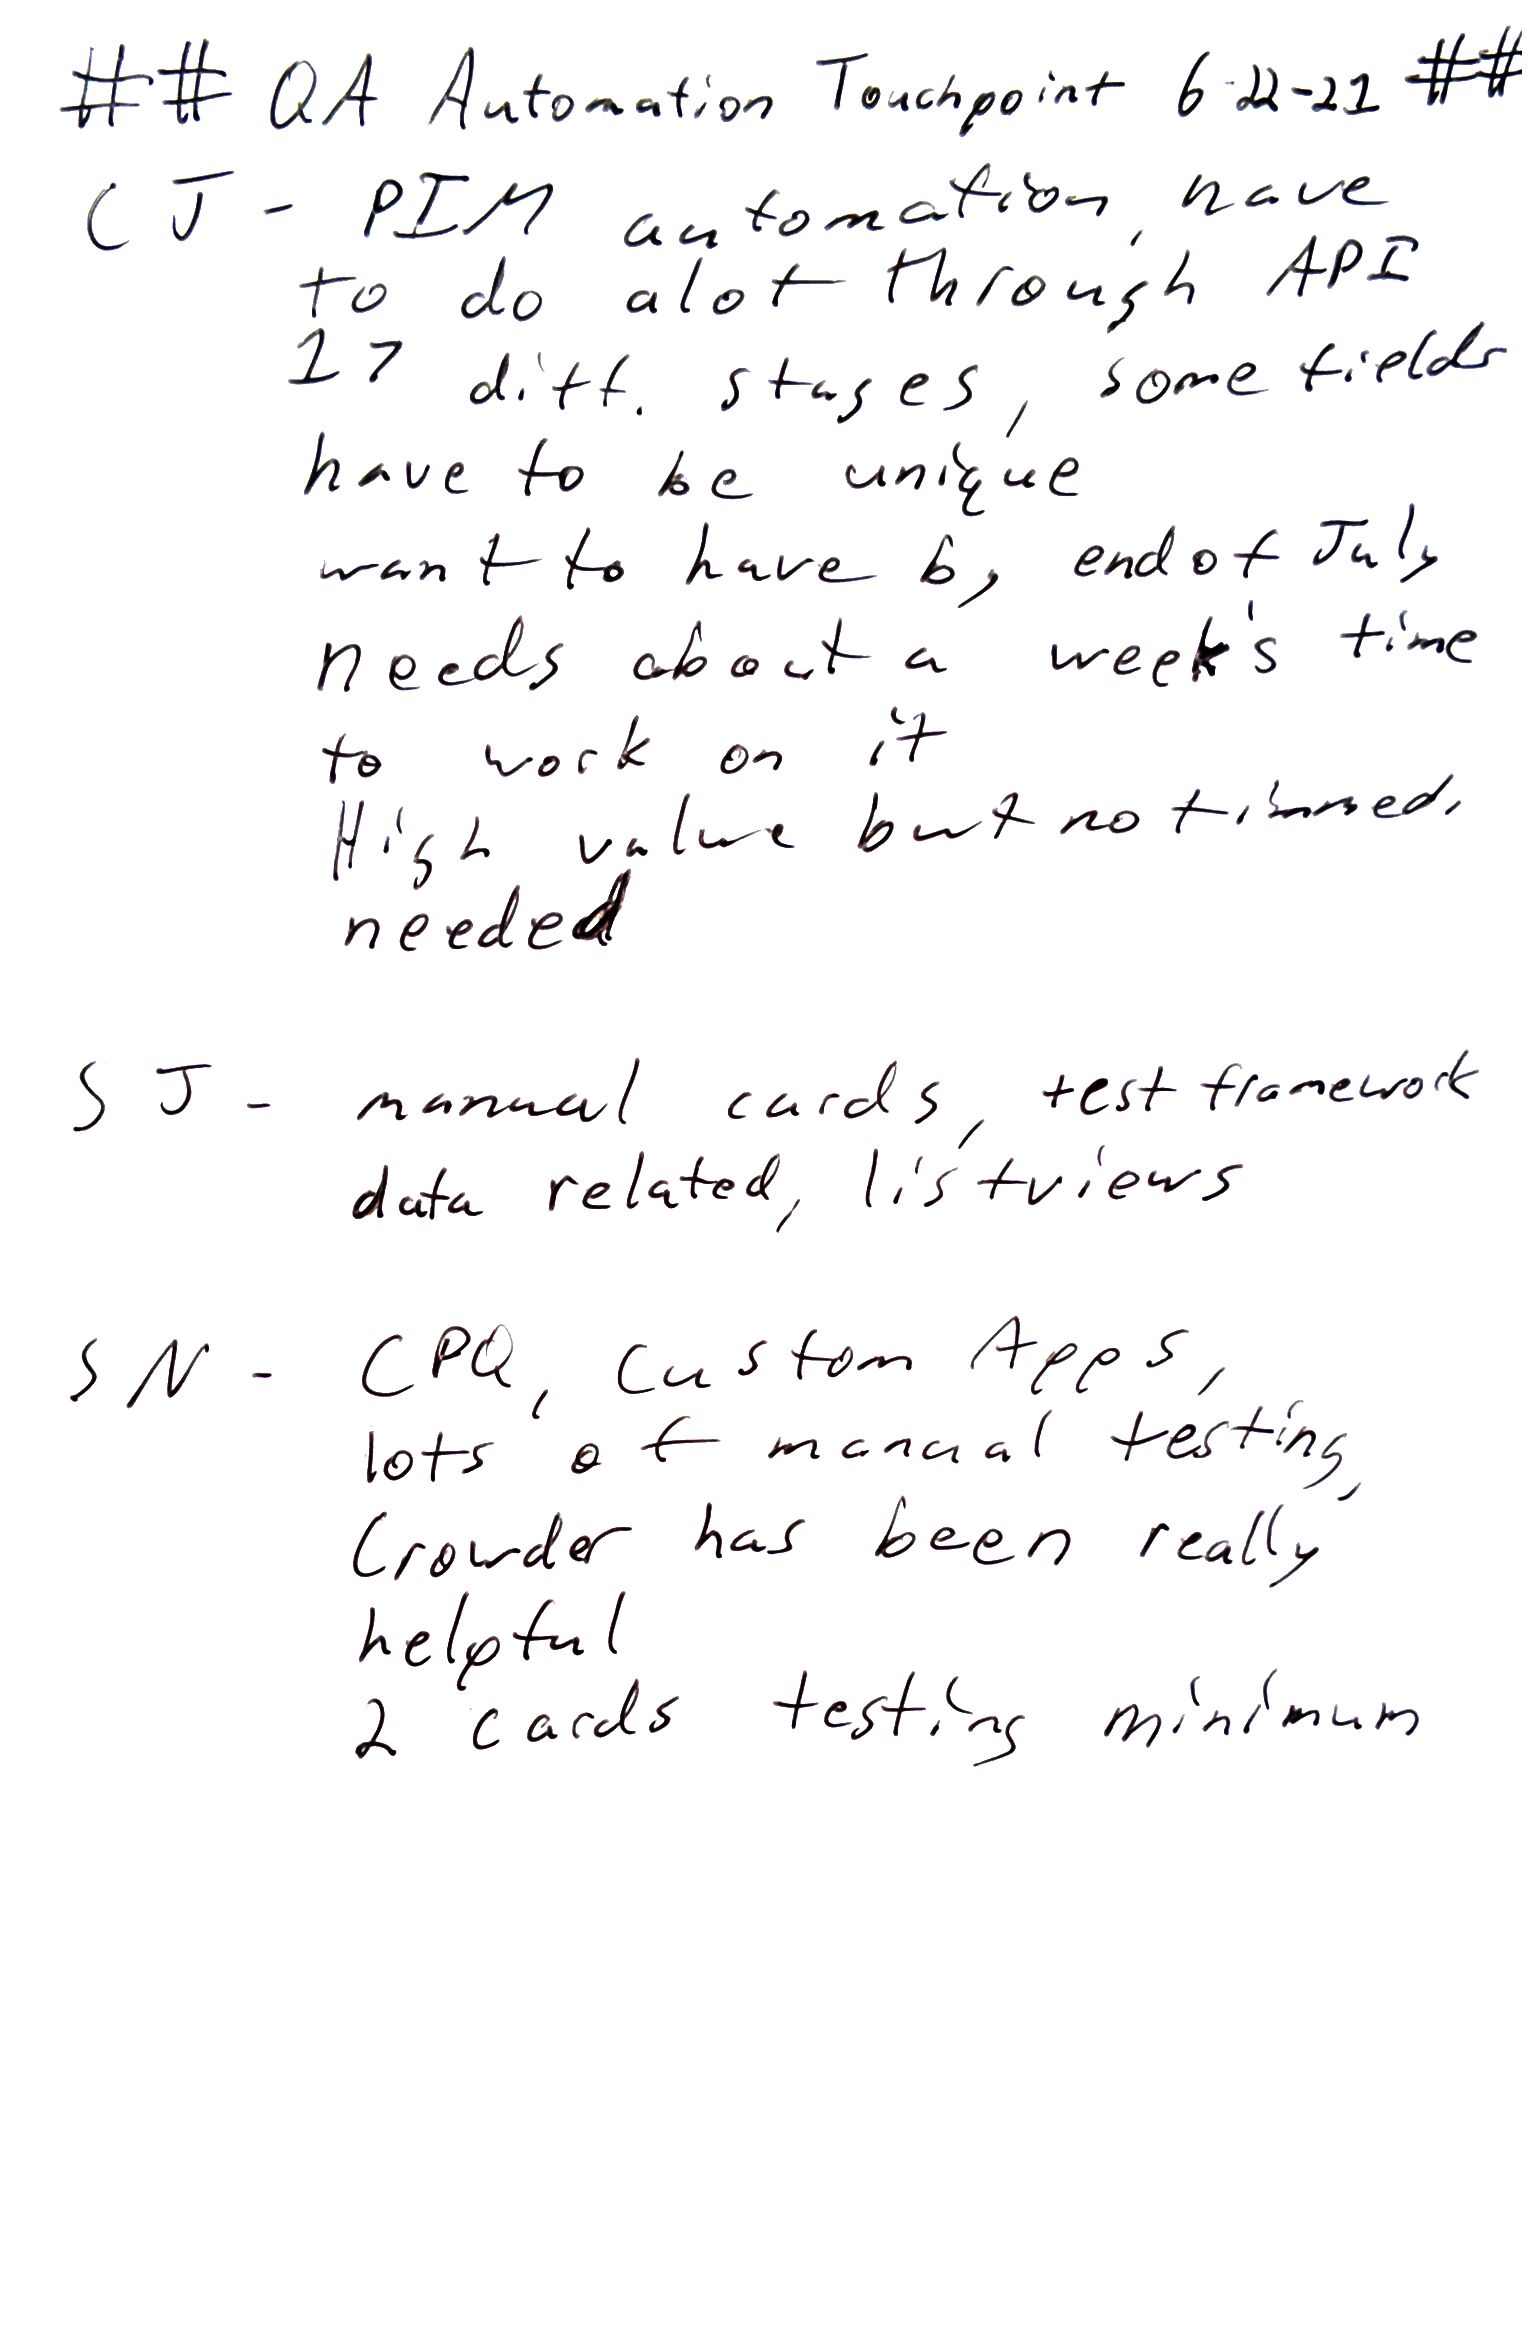 ## QA Automation Touchpoint 6-22-21 ##
CJ - PIM automation, have
to do alot through API
17 diff. stages, some fields
have to be unique
want to have by end of July
needs about a week's time
to work on it
High value but not immed.
needed
SJ - manual cards, test framework
data related, listviews
SN - CPQ, Custom Apps,
lots of manual testing,
Crowder has been really
helpful
2 cards testing minimum